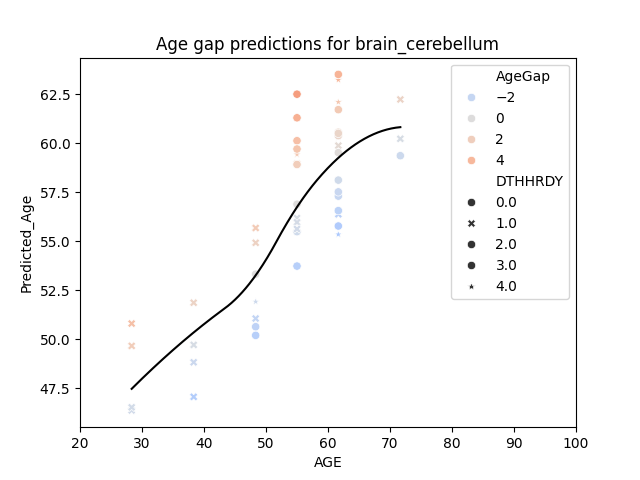 Age gap predictions for brain_cerebellum
Predicted_Age
62.5
60.0
57.5
55.0
52.5
50.0
47.5
20 30 40 50 60 70 80 90 100
AGE
AgeGap
−2
0
2
4
DTHHRDY
0.0
1.0
2.0
3.0
4.0